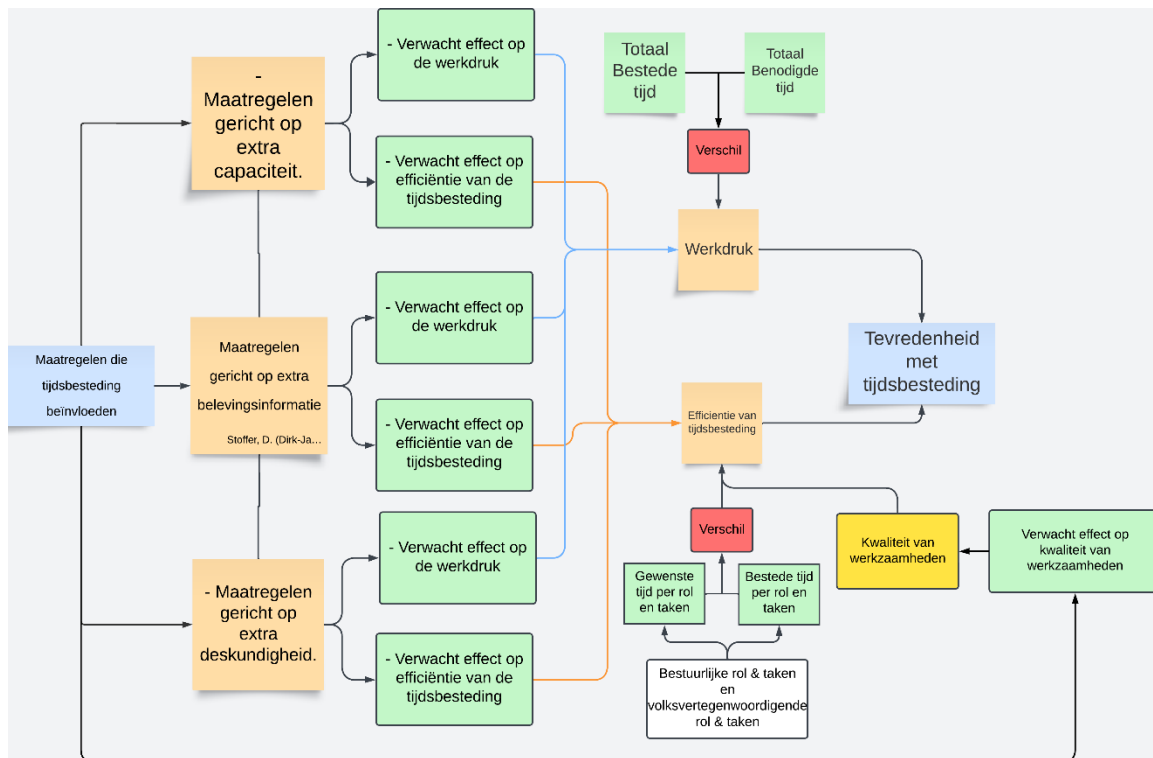 - Verwacht effect op
de werkdruk
Totaal
Bestede
tijd
Totaal
Benodigde
tijd
-
Maatregelen
gericht op
extra
capaciteit.
Verschil
- Verwacht effect op
efficiëntie van de
tijdsbesteding
Werkdruk
- Verwacht effect op
de werkdruk
Maatregelen die
tijdsbesteding
beïnvloeden
Maatregelen
gericht op extra
belevingsinformatie
Stoffer, D. (Dirk-Ja...
Tevredenheid
met
tijdsbesteding
- Verwacht effect op
efficiëntie van de
tijdsbesteding
Efficientie van
tijdsbesteding
- Verwacht effect op
de werkdruk
Verschil
Kwaliteit van
werkzaamheden
Verwacht effect op
kwaliteit van
werkzaamheden
- Maatregelen
gericht op
extra
deskundigheid.
Gewenste
tijd per rol
en taken
Bestede tijd
per rol en
taken
- Verwacht effect op
efficiëntie van de
tijdsbesteding
Bestuurlijke rol & taken
en
volksvertegenwoordigende
rol & taken